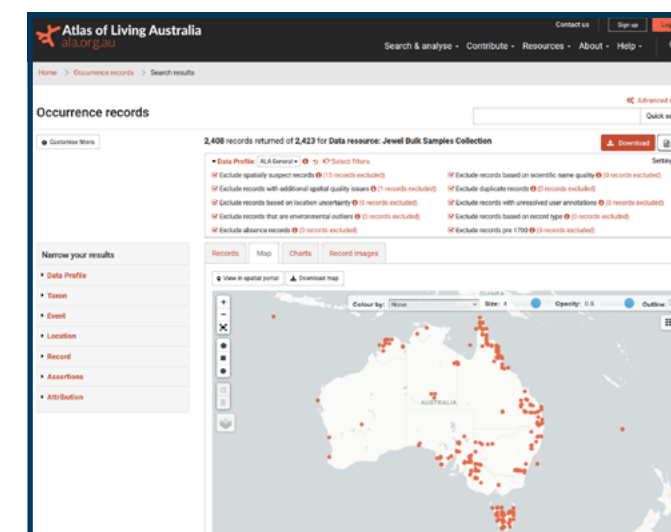 Atlas of Living Australia
ala.org.au
Contact us
Sign up
Search & analyse
Contribute
Resources
About
Help
Home > Occurrence records > Search results
Occurrence records
Advanced
Quick
Customise filters
2,408 records returned of 2,423 for Data resource: Jewel Bulk Samples Collection
Download
Data Profile: ALA General Select filters
Exclude spatially suspect records (15 records excluded)
Exclude records based on scientific name quality (0 records excluded)
Exclude records with additional spatial quality issues (1 records excluded)
Exclude duplicate records (0 records excluded)
Exclude records based on location uncertainty (0 records excluded)
Exclude records with unresolved user annotations (0 records excluded)
Exclude records that are environmental outliers (0 records excluded)
Exclude records based on record type (0 records excluded)
Exclude absence records (0 records excluded)
Exclude records pre 1700 (0 records excluded)
Narrow your results
Records
Map
Charts
Record images
Data Profile
Taxon
Event
Location
Record
Assertions
Attribution
View in spatial portal
Download map
Colour by: None
Size: 4
Opacity: 0.8
Outline:
AUSTRALIA